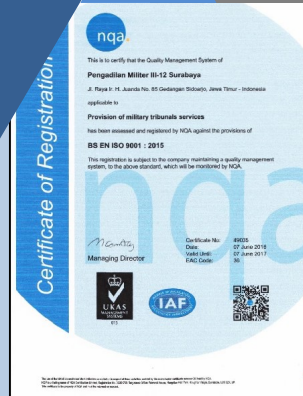 Certificate of Registration
nqa.
This is to certify that the Quality Management System of
Pengadilan Militer III-12 Surabaya
Jl. Raya Ir. H. Juanda No. 85 Gedangan Sidoarjo, Jawa Timur - Indonesia
applicable to
Provision of military tribunals services
has been assessed and registered by NQA against the provisions of
BS EN ISO 9001 : 2015
This registration is subject to the company maintaining a quality management
system, to the above standard, which will be monitored by NQA.
nqa
Managing Director
Certificate No:
Date: 07 June 2016
Valid Until: 07 June 2017
EAC Code:
UKAS
MANAGEMENT
SYSTEMS
015
IAF